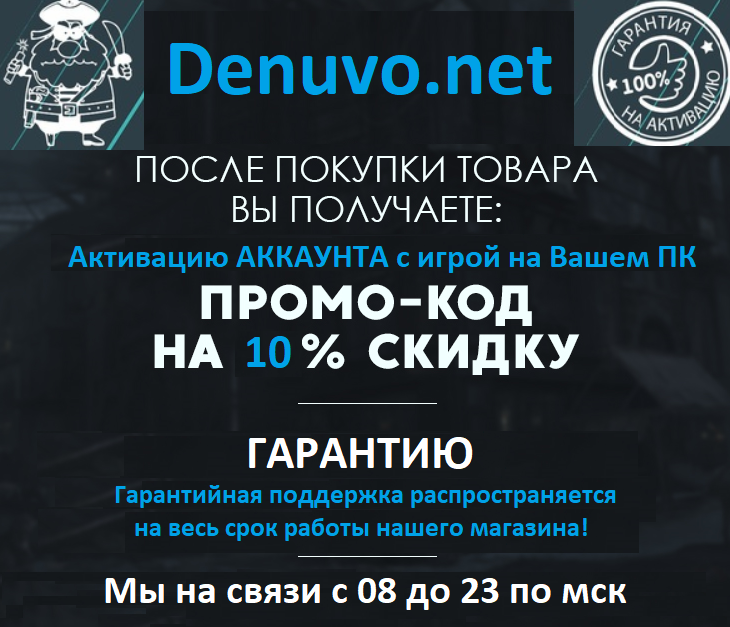 Denuvo.net
ГАРАНТИЯ
100%
НА АКТИВАЦИЮ
ПОСЛЕ ПОКУПКИ ТОВАРА
ВЫ ПОЛУЧАЕТЕ:
Активацию АККАУНТА с игрой на Вашем ПК
ПРОМО-КОД
НА 10 % СКИДКУ
ГАРАНТИЮ
Гарантийная поддержка распространяется
на весь срок работы нашего магазина!
Мы на связи с 08 до 23 по мск